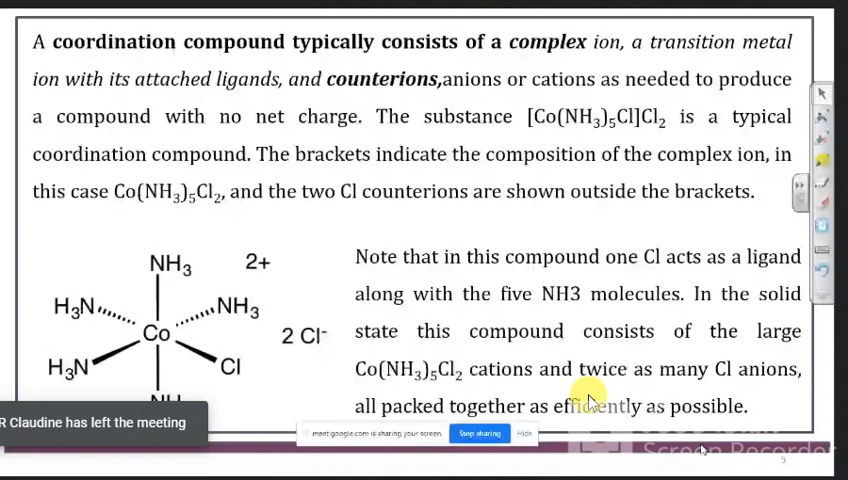 A coordination compound typically consists of a complex ion, a transition metal
ion with its attached ligands, and counterions,anions or cations as needed to produce
a compound with no net charge. The substance [Co(NH₃)₅Cl]Cl₂ is a typical
coordination compound. The brackets indicate the composition of the complex ion, in
this case Co(NH₃)₅Cl₂, and the two Cl counterions are shown outside the brackets.
NH₃ 2+
H₃N NH₃
Co
2 Cl⁻
H₃N Cl
Note that in this compound one Cl acts as a ligand
along with the five NH3 molecules. In the solid
state this compound consists of the large
Co(NH₃)₅Cl₂ cations and twice as many Cl anions,
all packed together as efficiently as possible.
R Claudine has left the meeting
meet.google.com is sharing your screen.
Stop sharing
Hide
Screen Recorder
5